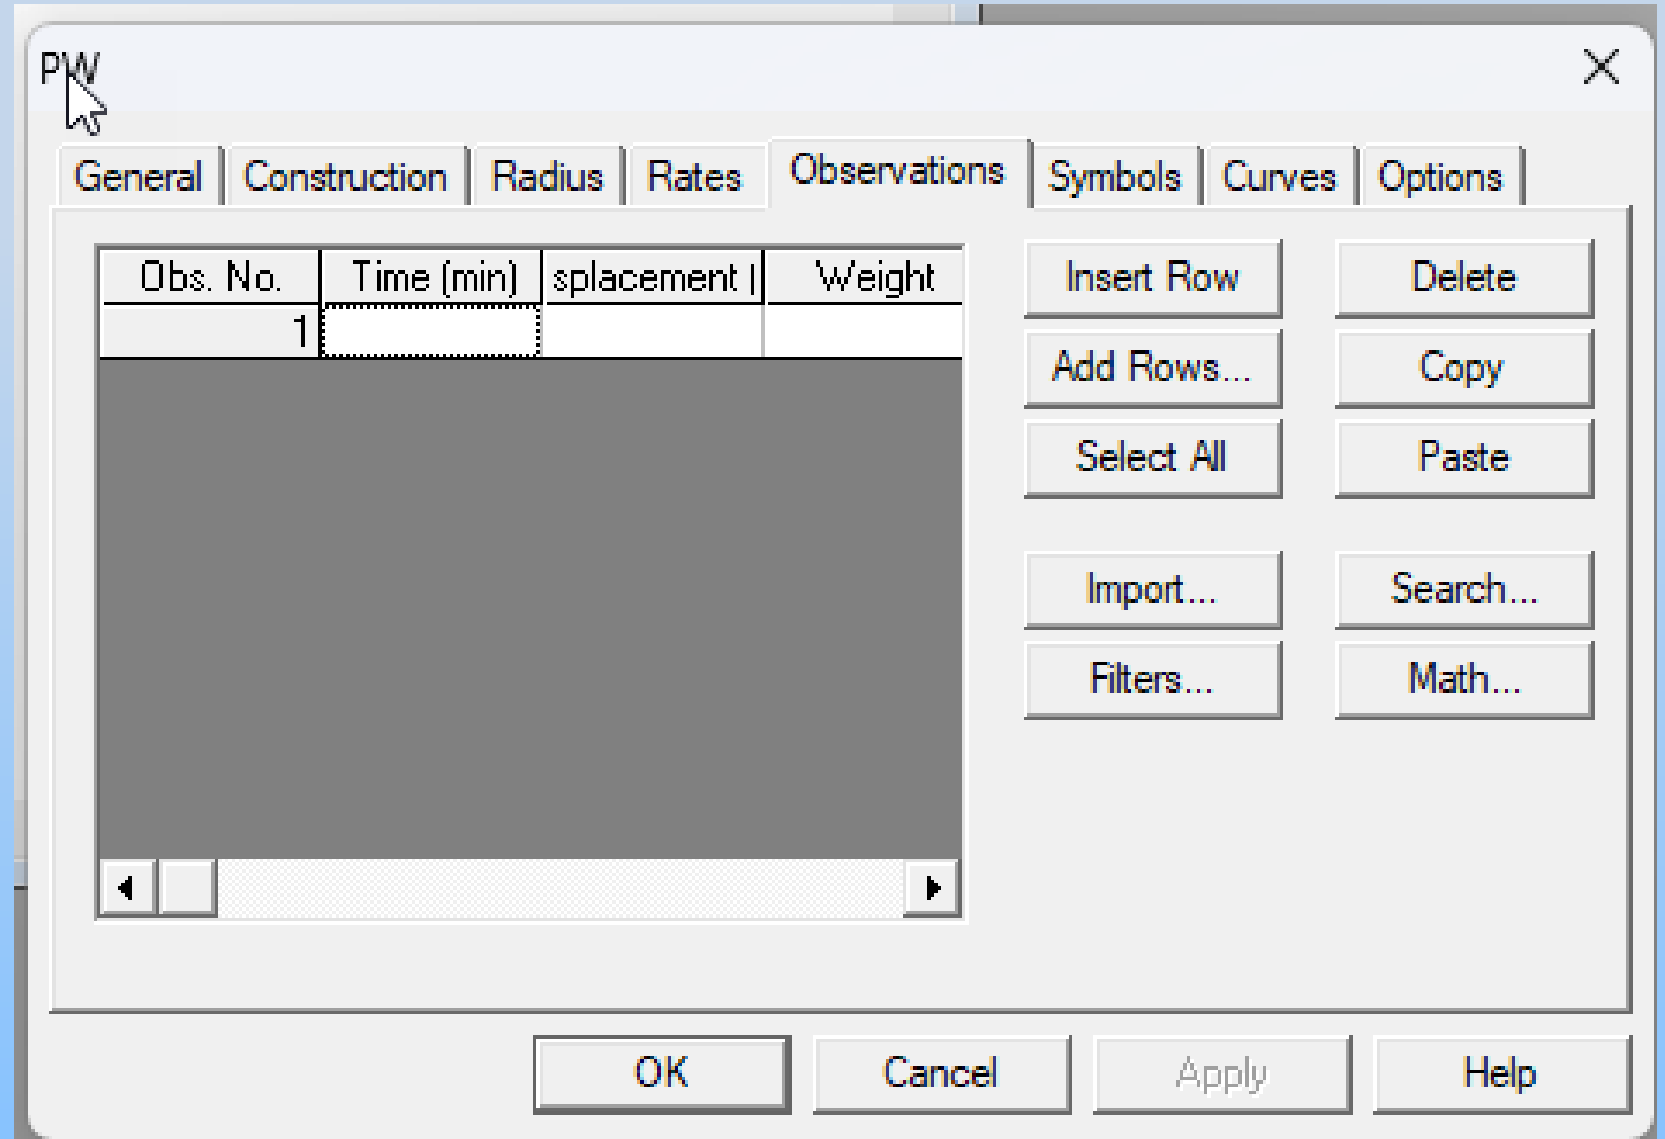 PW
General Construction Radius Rates Observations Symbols Curves Options
Obs. No. Time (min) splacement ( Weight
1
Insert Row Delete
Add Rows... Copy
Select All Paste
Import... Search...
Filters... Math...
OK Cancel Apply Help